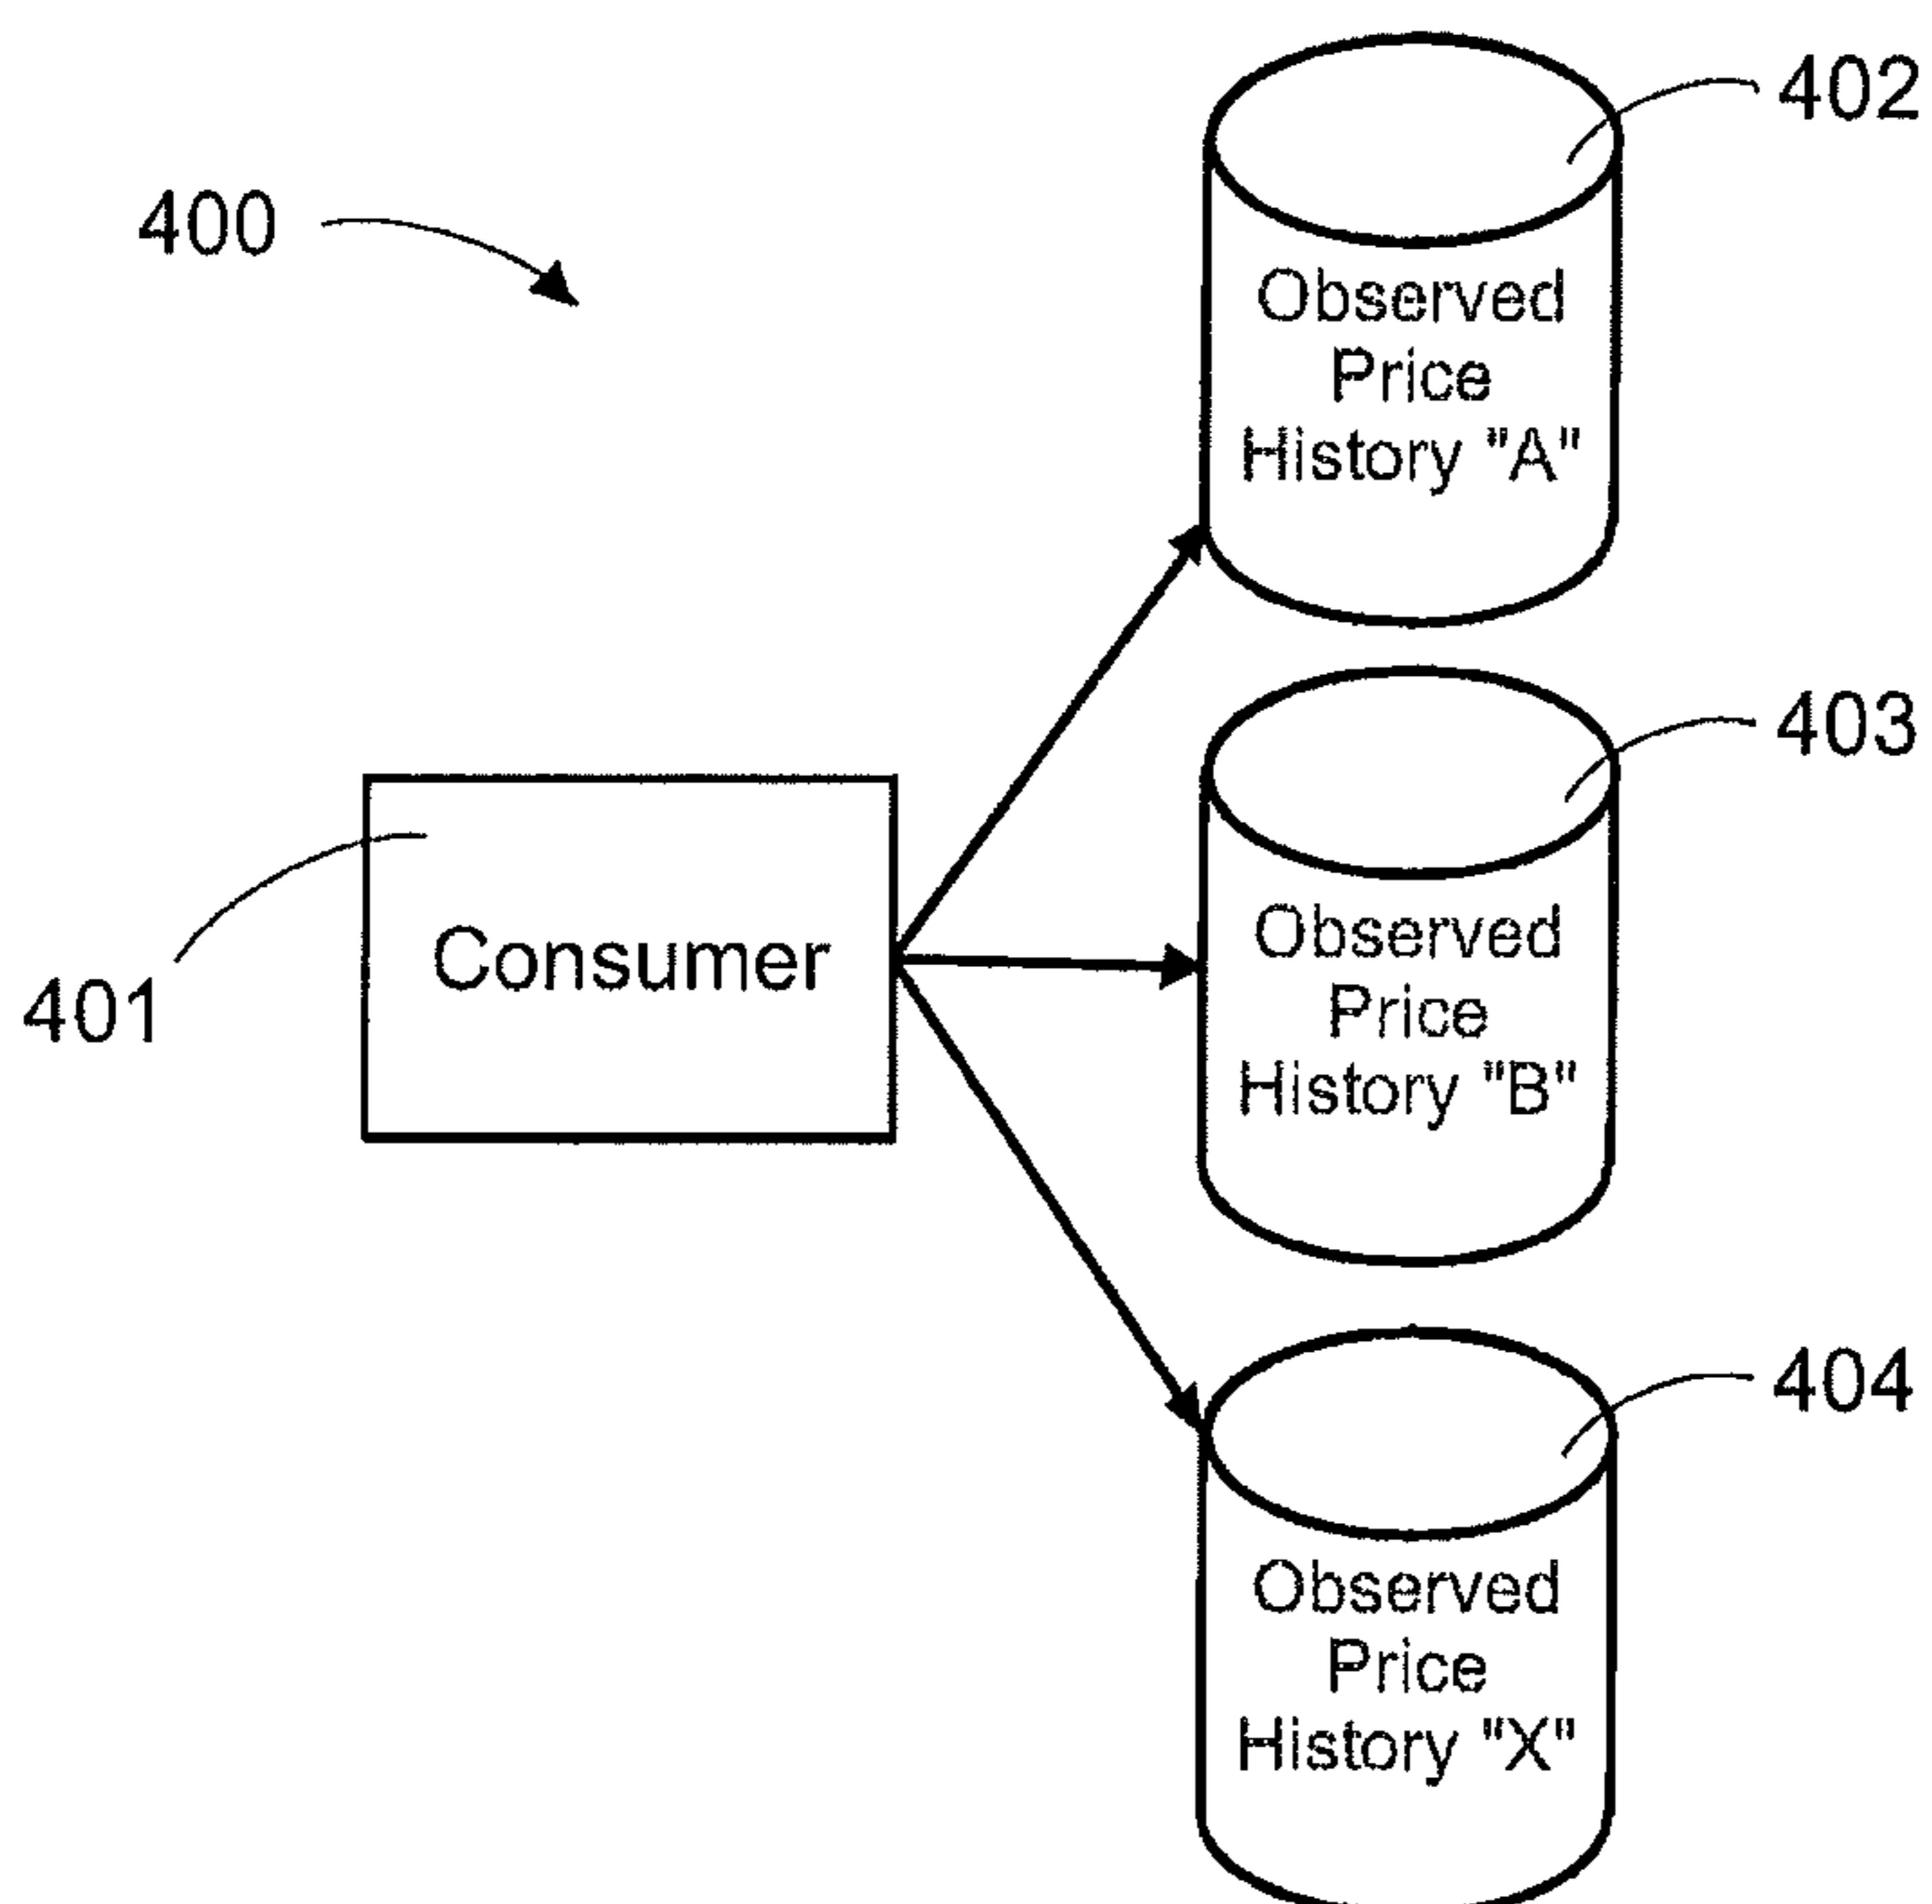 402
400
Observed
Price
History "A"
403
Consumer
401
Observed
Price
History "B"
404
Observed
Price
History "X"